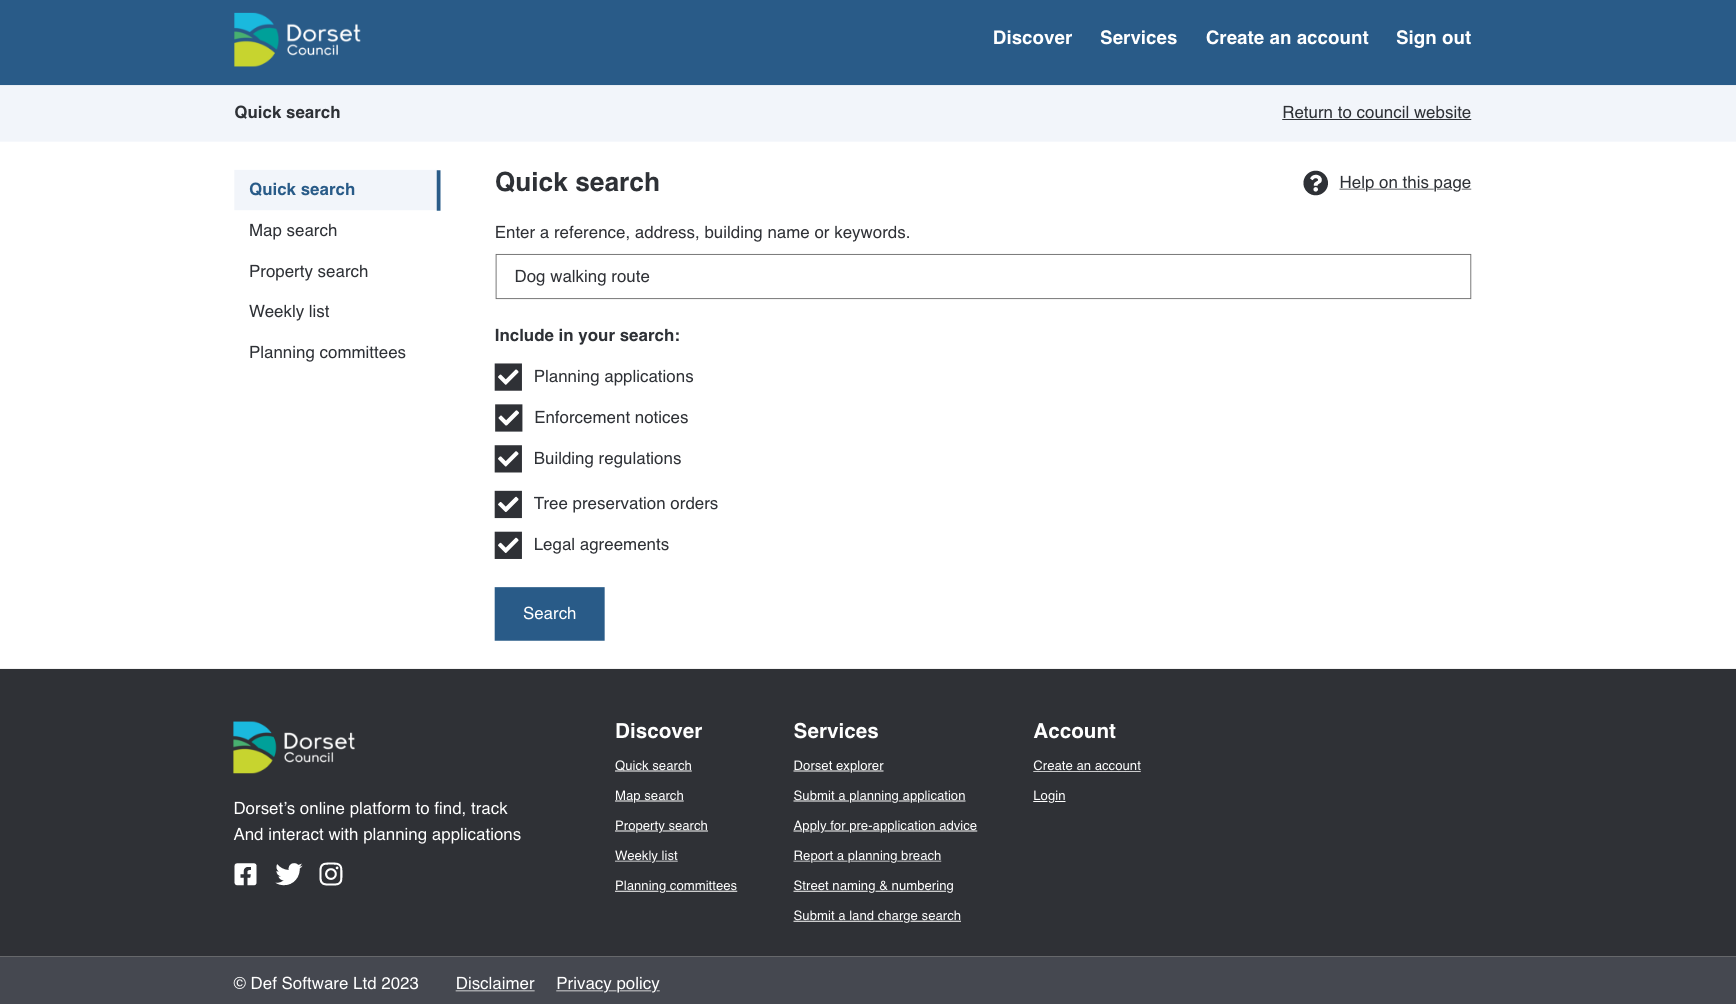 Dorset
Council
Discover
Services
Create an account
Sign out
Quick search
Return to council website
Quick search
Map search
Property search
Weekly list
Planning committees
Quick search
Help on this page
Enter a reference, address, building name or keywords.
Dog walking route
Include in your search:
Planning applications
Enforcement notices
Building regulations
Tree preservation orders
Legal agreements
Search
Dorset
Council
Dorset’s online platform to find, track
And interact with planning applications
Discover
Quick search
Map search
Property search
Weekly list
Planning committees
Services
Dorset explorer
Submit a planning application
Apply for pre-application advice
Report a planning breach
Street naming & numbering
Submit a land charge search
Account
Create an account
Login
© Def Software Ltd 2023
Disclaimer
Privacy policy